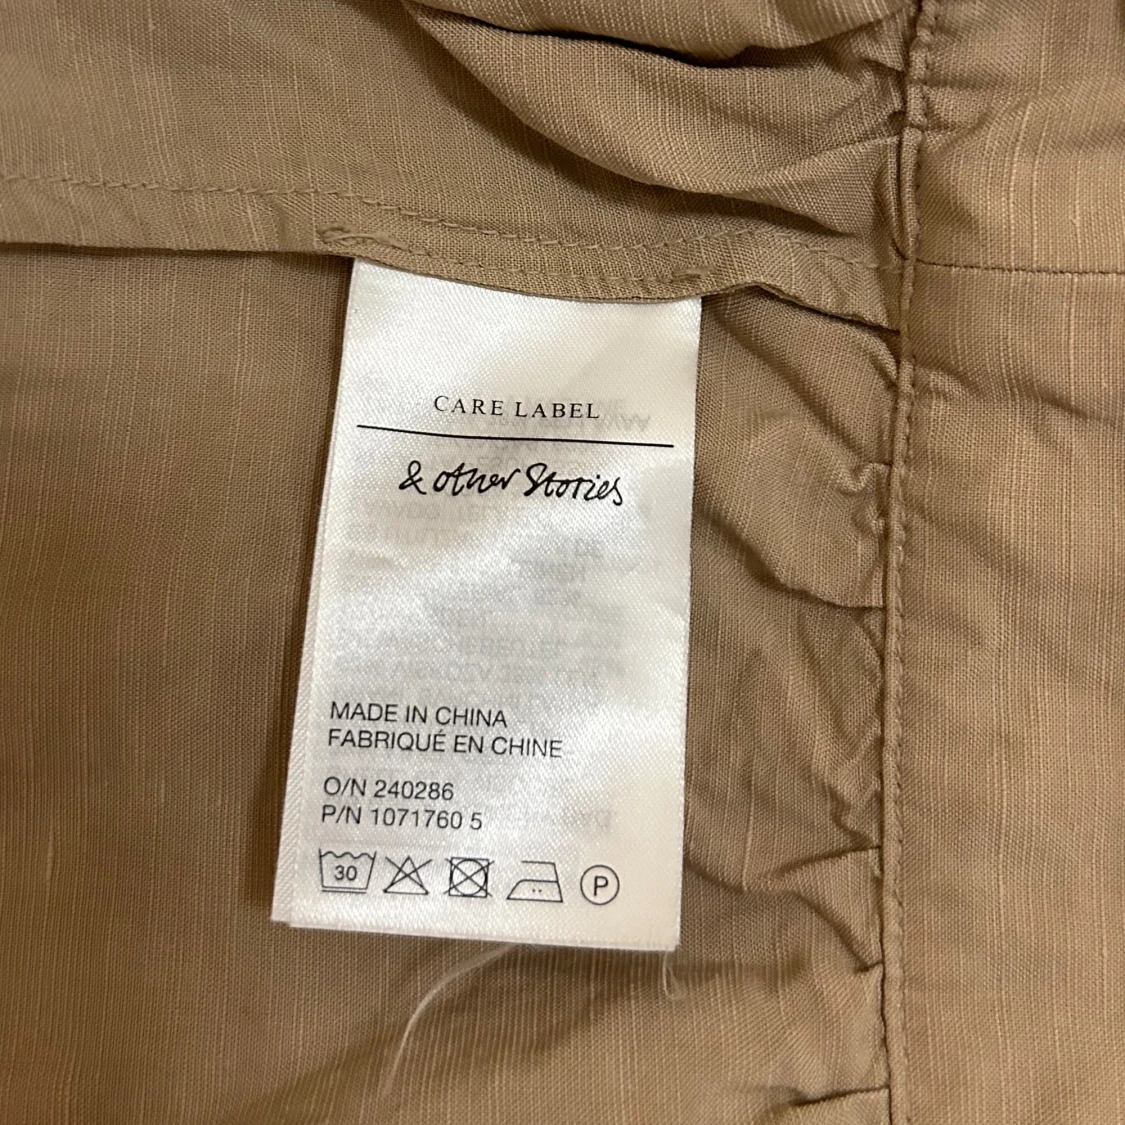 CARE LABEL
& other Stories
MADE IN CHINA
FABRIQUÉ EN CHINE
O/N 240286
P/N 1071760 5
30
P